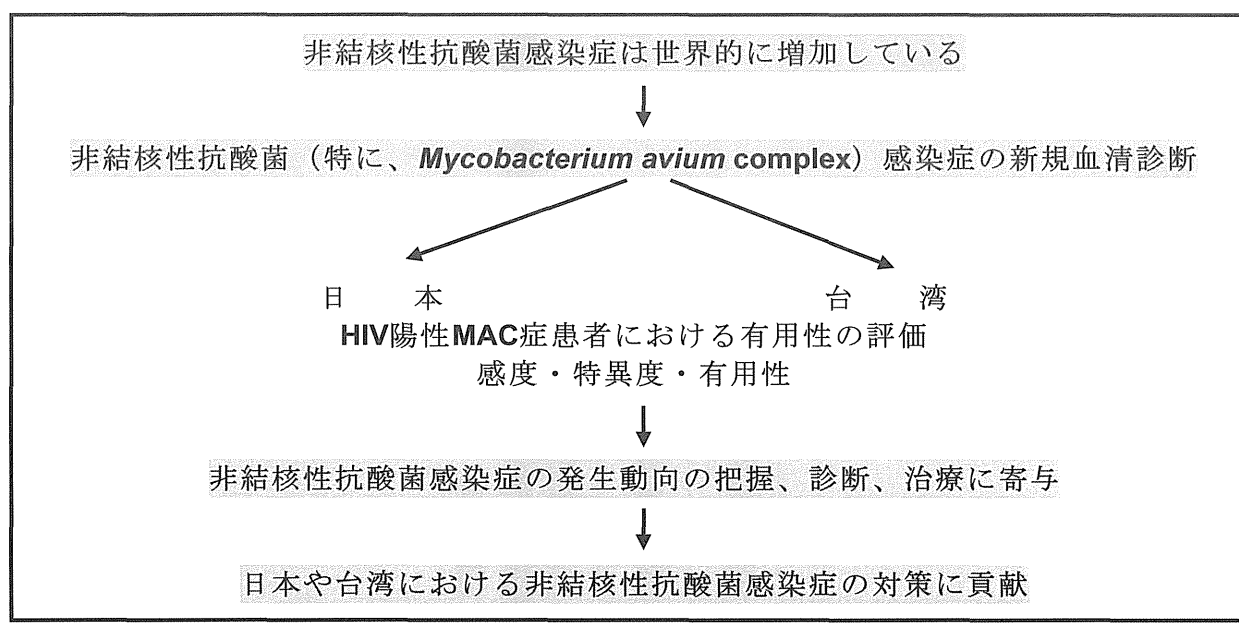 非結核性抗酸菌感染症は世界的に増加している
非結核性抗酸菌（特に、Mycobacterium avium complex）感染症の新規血清診断
日　本　台　湾
HIV陽性MAC症患者における有用性の評価
感度・特異度・有用性
非結核性抗酸菌感染症の発生動向の把握、診断、治療に寄与
日本や台湾における非結核性抗酸菌感染症の対策に貢献